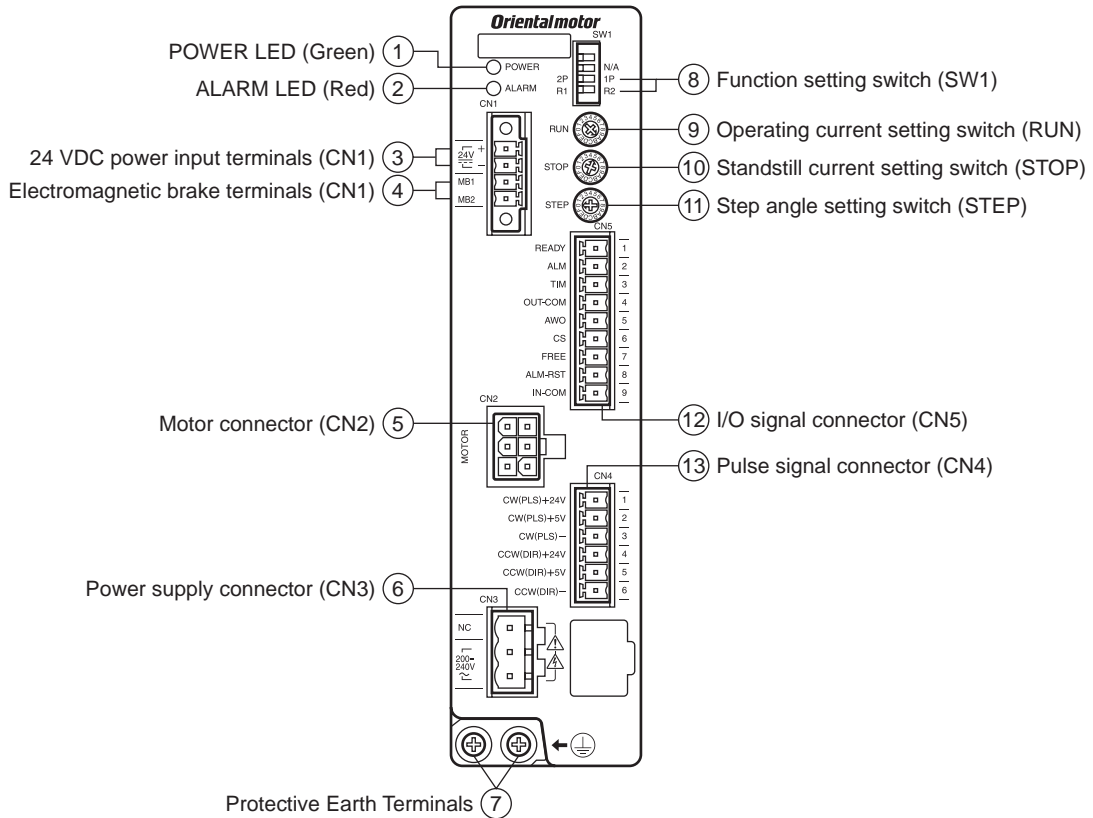 Orientalmotor
SW1
POWER LED (Green) 1
POWER
N/A
2P 1P
R1 R2
8 Function setting switch (SW1)
ALARM LED (Red) 2
ALARM
CN1
RUN
9 Operating current setting switch (RUN)
24 VDC power input terminals (CN1) 3
24V + −
STOP
10 Standstill current setting switch (STOP)
Electromagnetic brake terminals (CN1) 4
MB1
MB2
STEP
11 Step angle setting switch (STEP)
CN5
READY 1
ALM 2
TIM 3
OUT-COM 4
AWO 5
CS 6
FREE 7
ALM-RST 8
IN-COM 9
12 I/O signal connector (CN5)
CN2
Motor connector (CN2) 5
MOTOR
13 Pulse signal connector (CN4)
CN4
CW(PLS)+24V 1
CW(PLS)+5V 2
CW(PLS)− 3
CCW(DIR)+24V 4
CCW(DIR)+5V 5
CCW(DIR)− 6
Power supply connector (CN3) 6
CN3
NC
200-
240V
~
Protective Earth Terminals 7